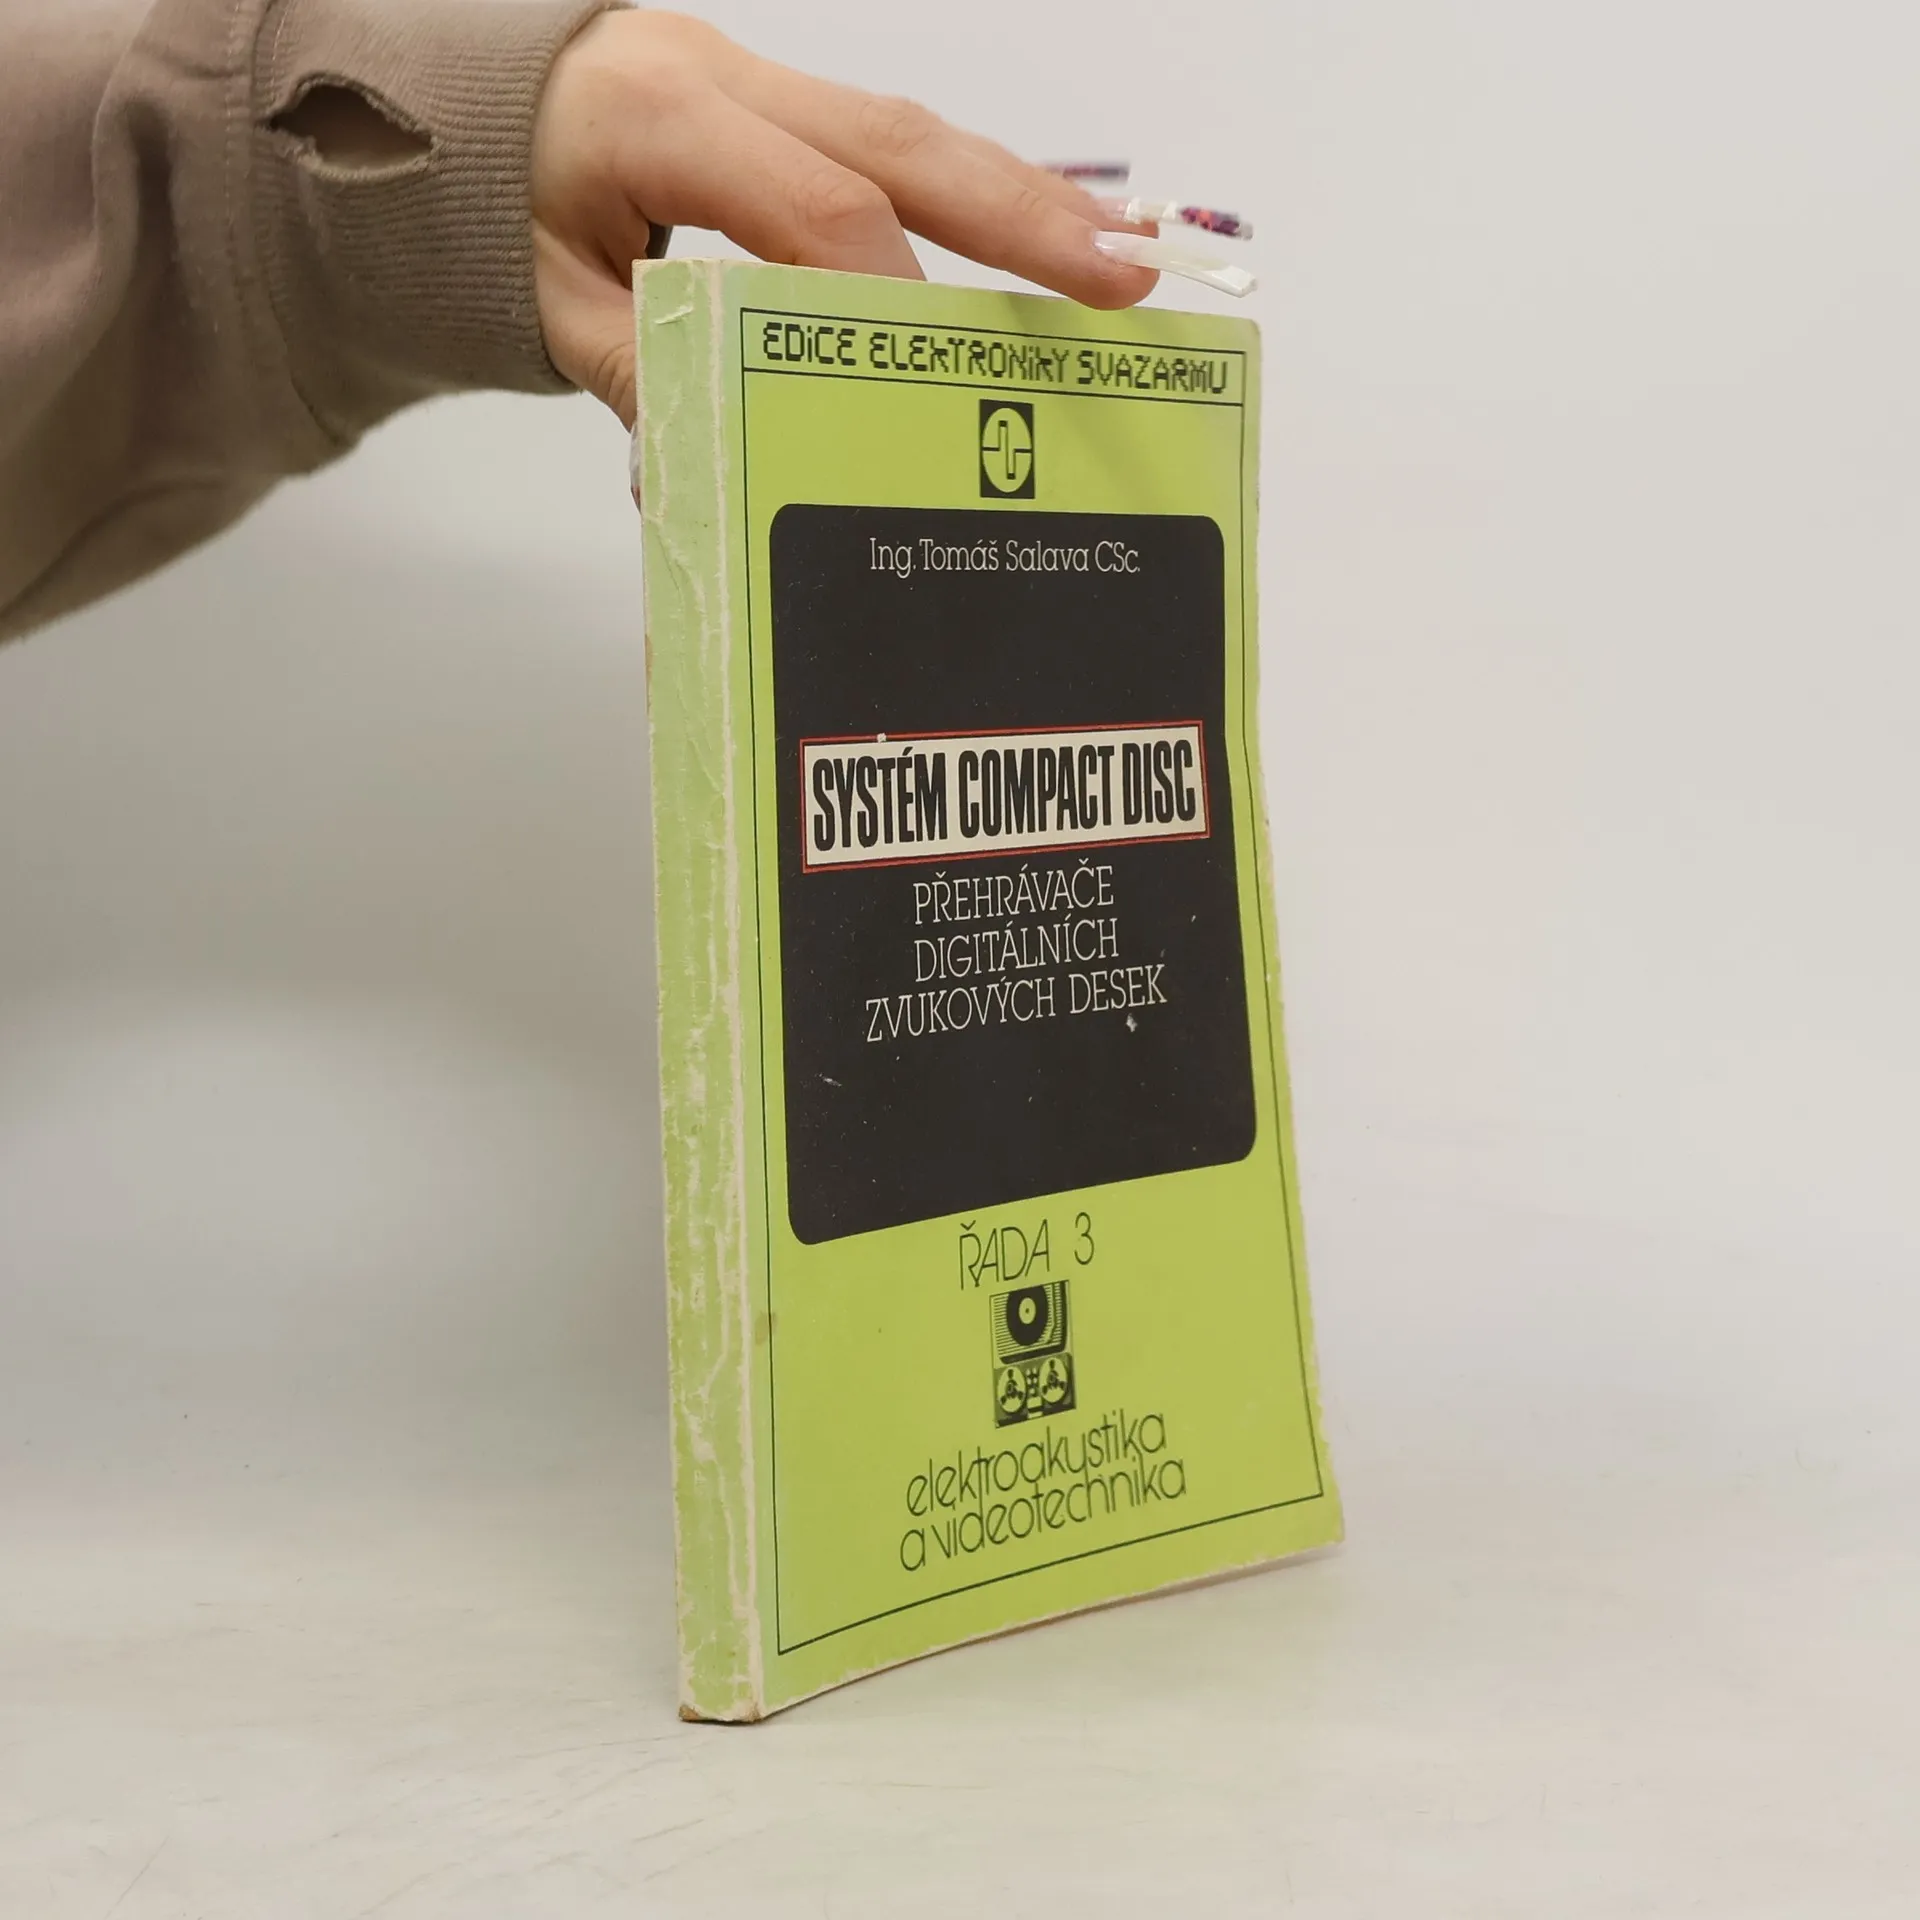 EDiCE ELEKTRONiKY SVAZARMU
Ing. Tomáš Salava CSc.
SYSTÉM COMPACT DISC
PŘEHRÁVAČE
DIGITÁLNÍCH
ZVUKOVÝCH DESEK
ŘADA 3
elektroakustika
a videotechnika